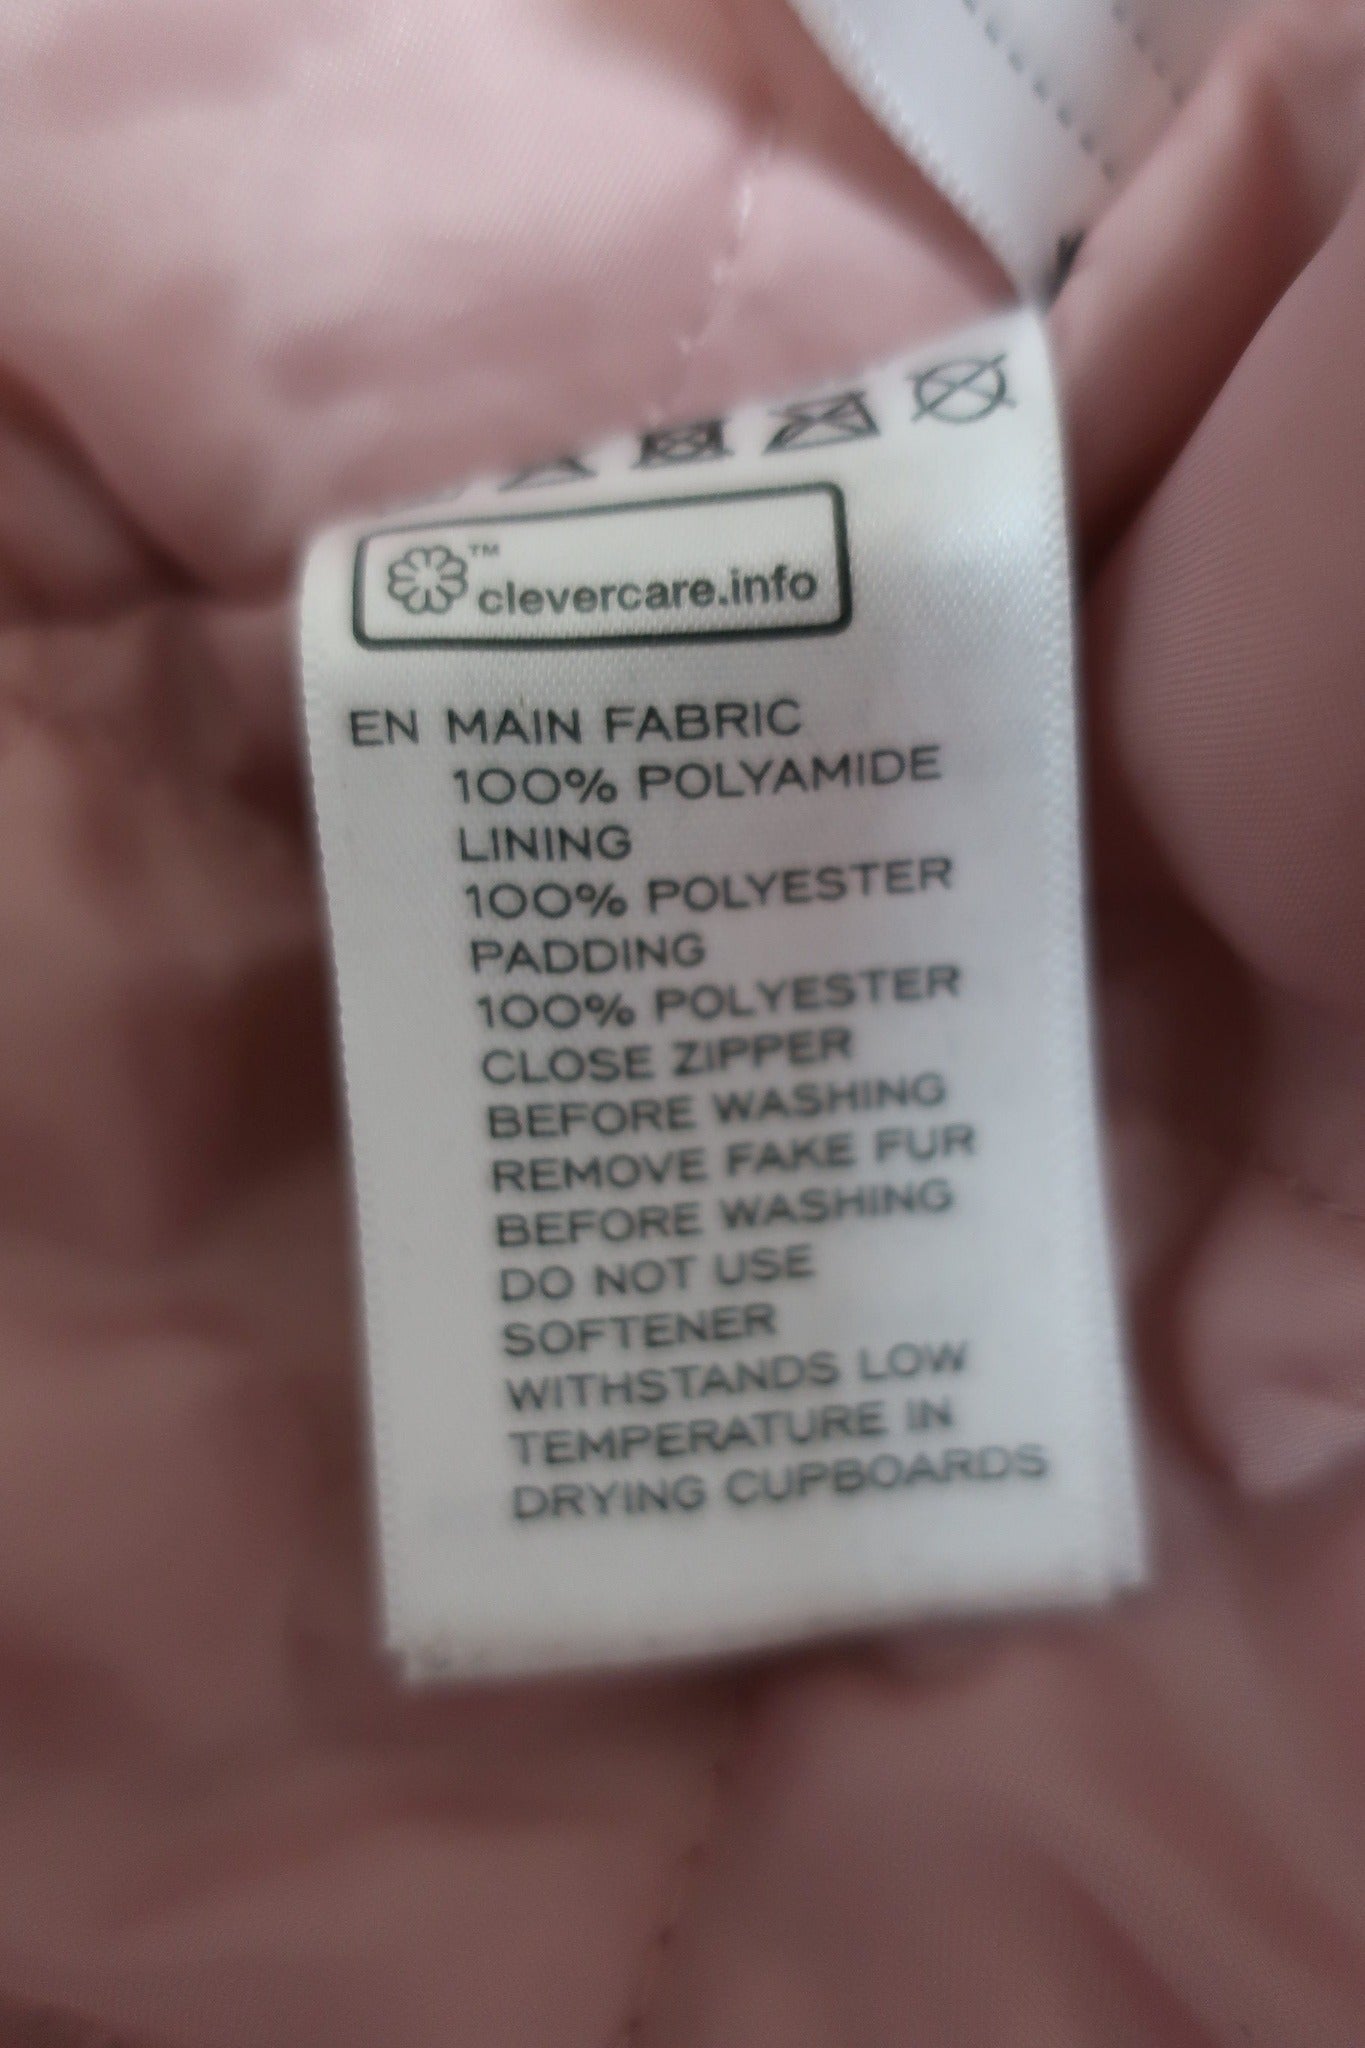 ™ clevercare.info
EN MAIN FABRIC
100% POLYAMIDE
LINING
100% POLYESTER
PADDING
100% POLYESTER
CLOSE ZIPPER
BEFORE WASHING
REMOVE FAKE FUR
BEFORE WASHING
DO NOT USE
SOFTENER
WITHSTANDS LOW
TEMPERATURE IN
DRYING CUPBOARDS